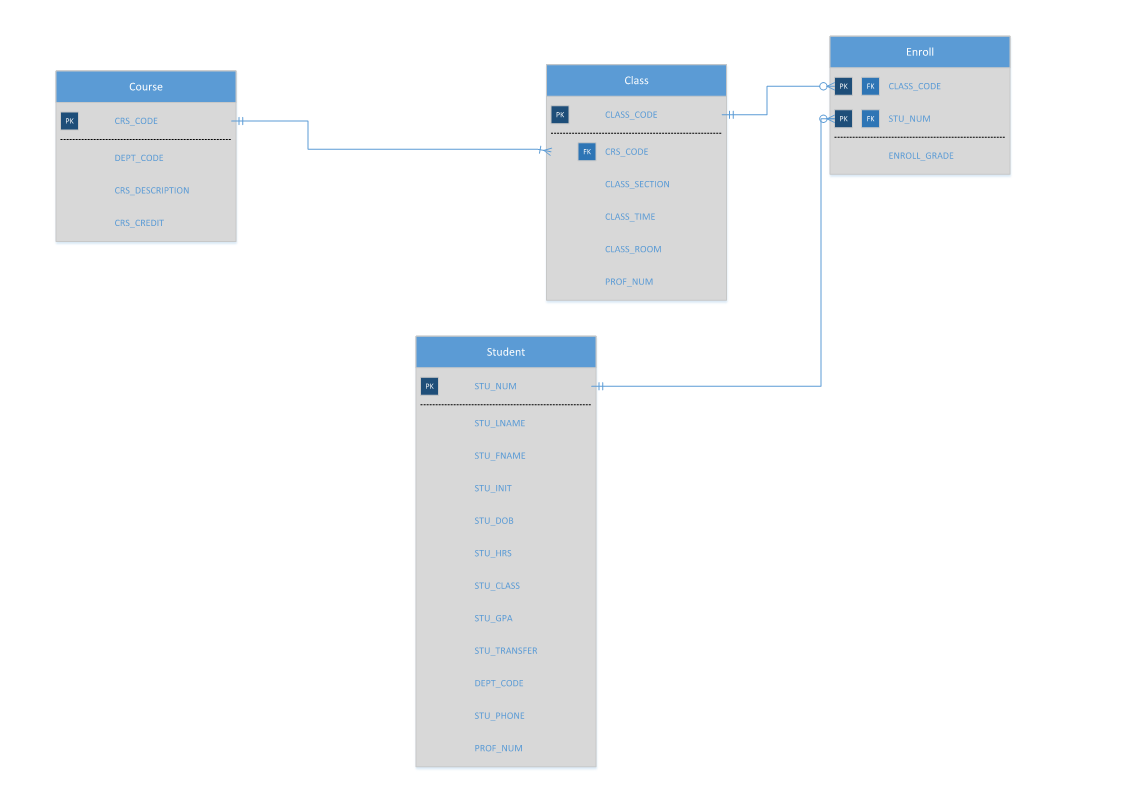 Course
PK CRS_CODE
DEPT_CODE
CRS_DESCRIPTION
CRS_CREDIT
Class
PK CLASS_CODE
FK CRS_CODE
CLASS_SECTION
CLASS_TIME
CLASS_ROOM
PROF_NUM
Enroll
PK FK CLASS_CODE
PK FK STU_NUM
ENROLL_GRADE
Student
PK STU_NUM
STU_LNAME
STU_FNAME
STU_INIT
STU_DOB
STU_HRS
STU_CLASS
STU_GPA
STU_TRANSFER
DEPT_CODE
STU_PHONE
PROF_NUM